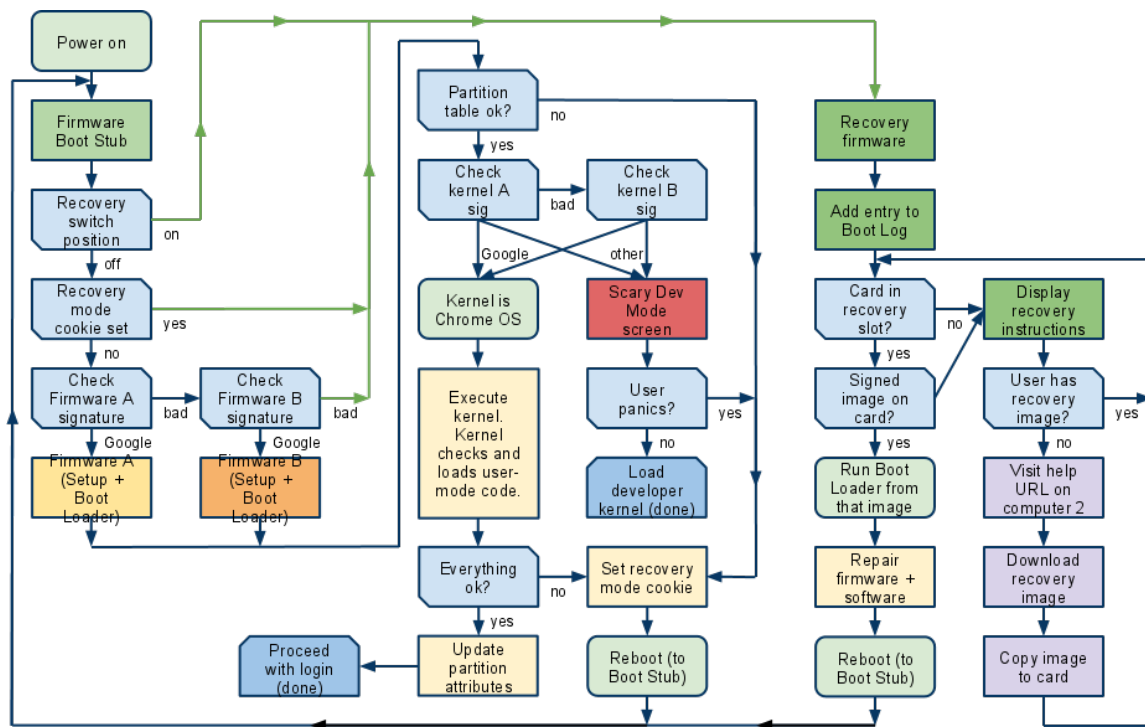 Power on
Firmware
Boot Stub
Recovery
switch
position
on
off
Recovery
mode
cookie set
yes
no
Check
Firmware A
signature
bad
Check
Firmware B
signature
bad
Google
Google
Firmware A
(Setup +
Boot
Loader)
Firmware B
(Setup +
Boot
Loader)
Partition
table ok?
no
yes
Check
kernel A
sig
bad
Check
kernel B
sig
Google
other
Kernel is
Chrome OS
Scary Dev
Mode
screen
Execute
kernel.
Kernel
checks and
loads user-
mode code.
User
panics?
yes
no
Load
developer
kernel (done)
Everything
ok?
no
yes
Set recovery
mode cookie
Proceed
with login
(done)
Update
partition
attributes
Reboot (to
Boot Stub)
Recovery
firmware
Add entry to
Boot Log
Card in
recovery
slot?
no
yes
Display
recovery
instructions
Signed
image on
card?
yes
User has
recovery
image?
yes
no
Run Boot
Loader from
that image
Visit help
URL on
computer 2
Repair
firmware +
software
Download
recovery
image
Reboot (to
Boot Stub)
Copy image
to card